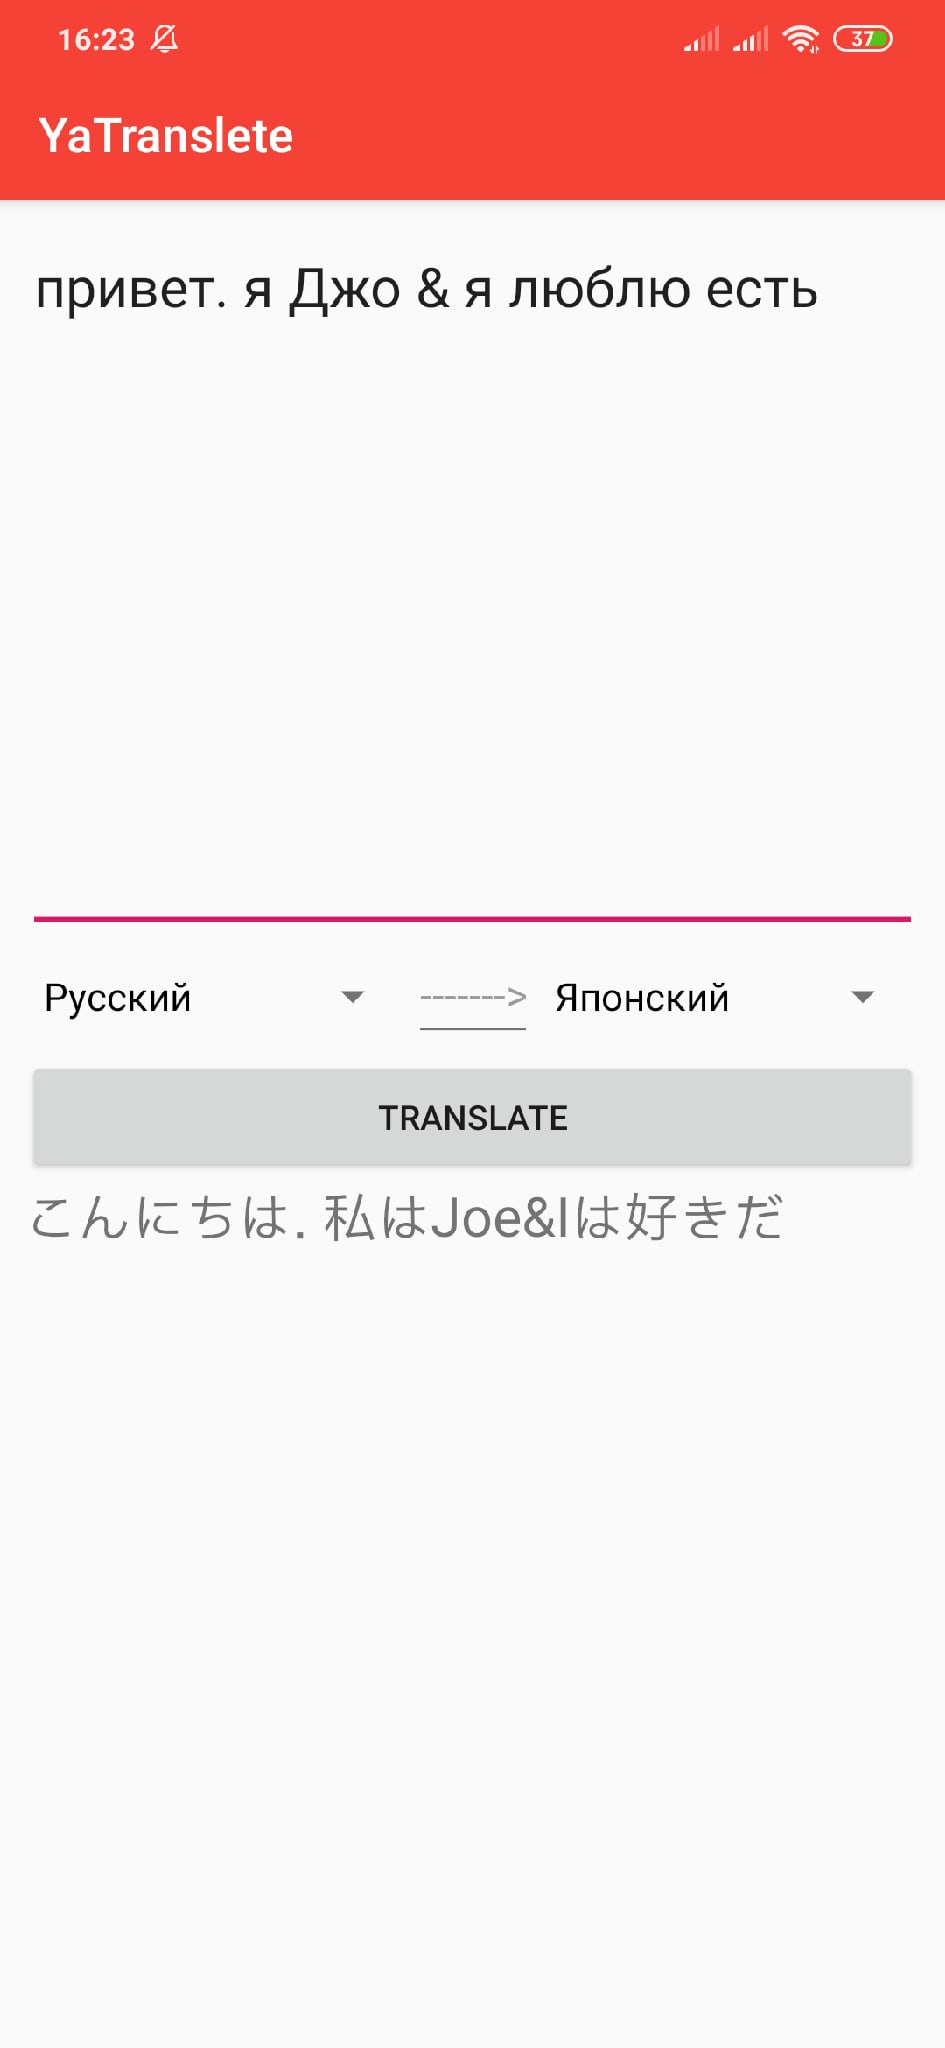 16:23
37
YaTranslete
привет. я Джо & я люблю есть
Русский -------> Японский
TRANSLATE
こんにちは. 私はJoe&Iは好きだ